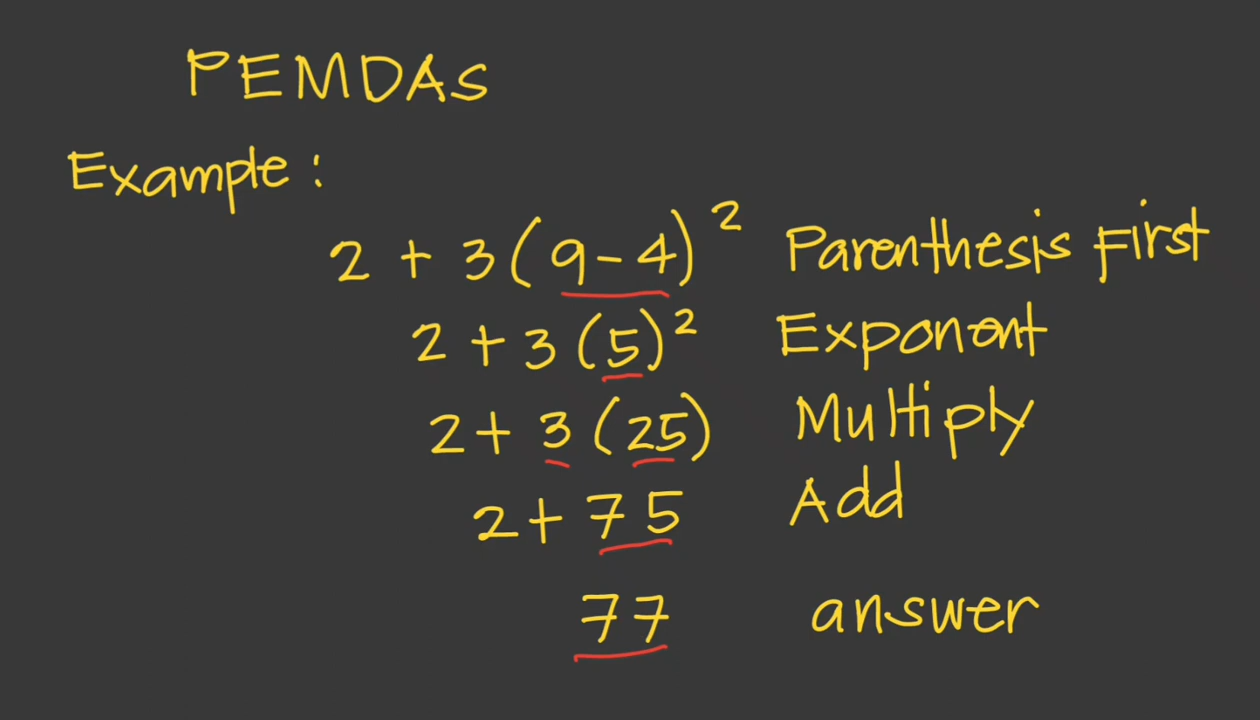 PEMDAS
Example:
2 + 3(9-4)² Parenthesis First
2 + 3(5)² Exponent
2 + 3(25) Multiply
2 + 75 Add
77 answer